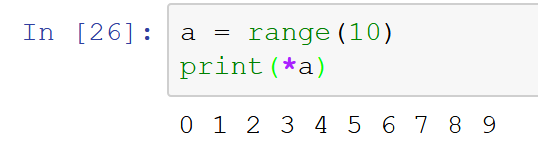 In [26]: a = range(10)
print(*a)
0 1 2 3 4 5 6 7 8 9